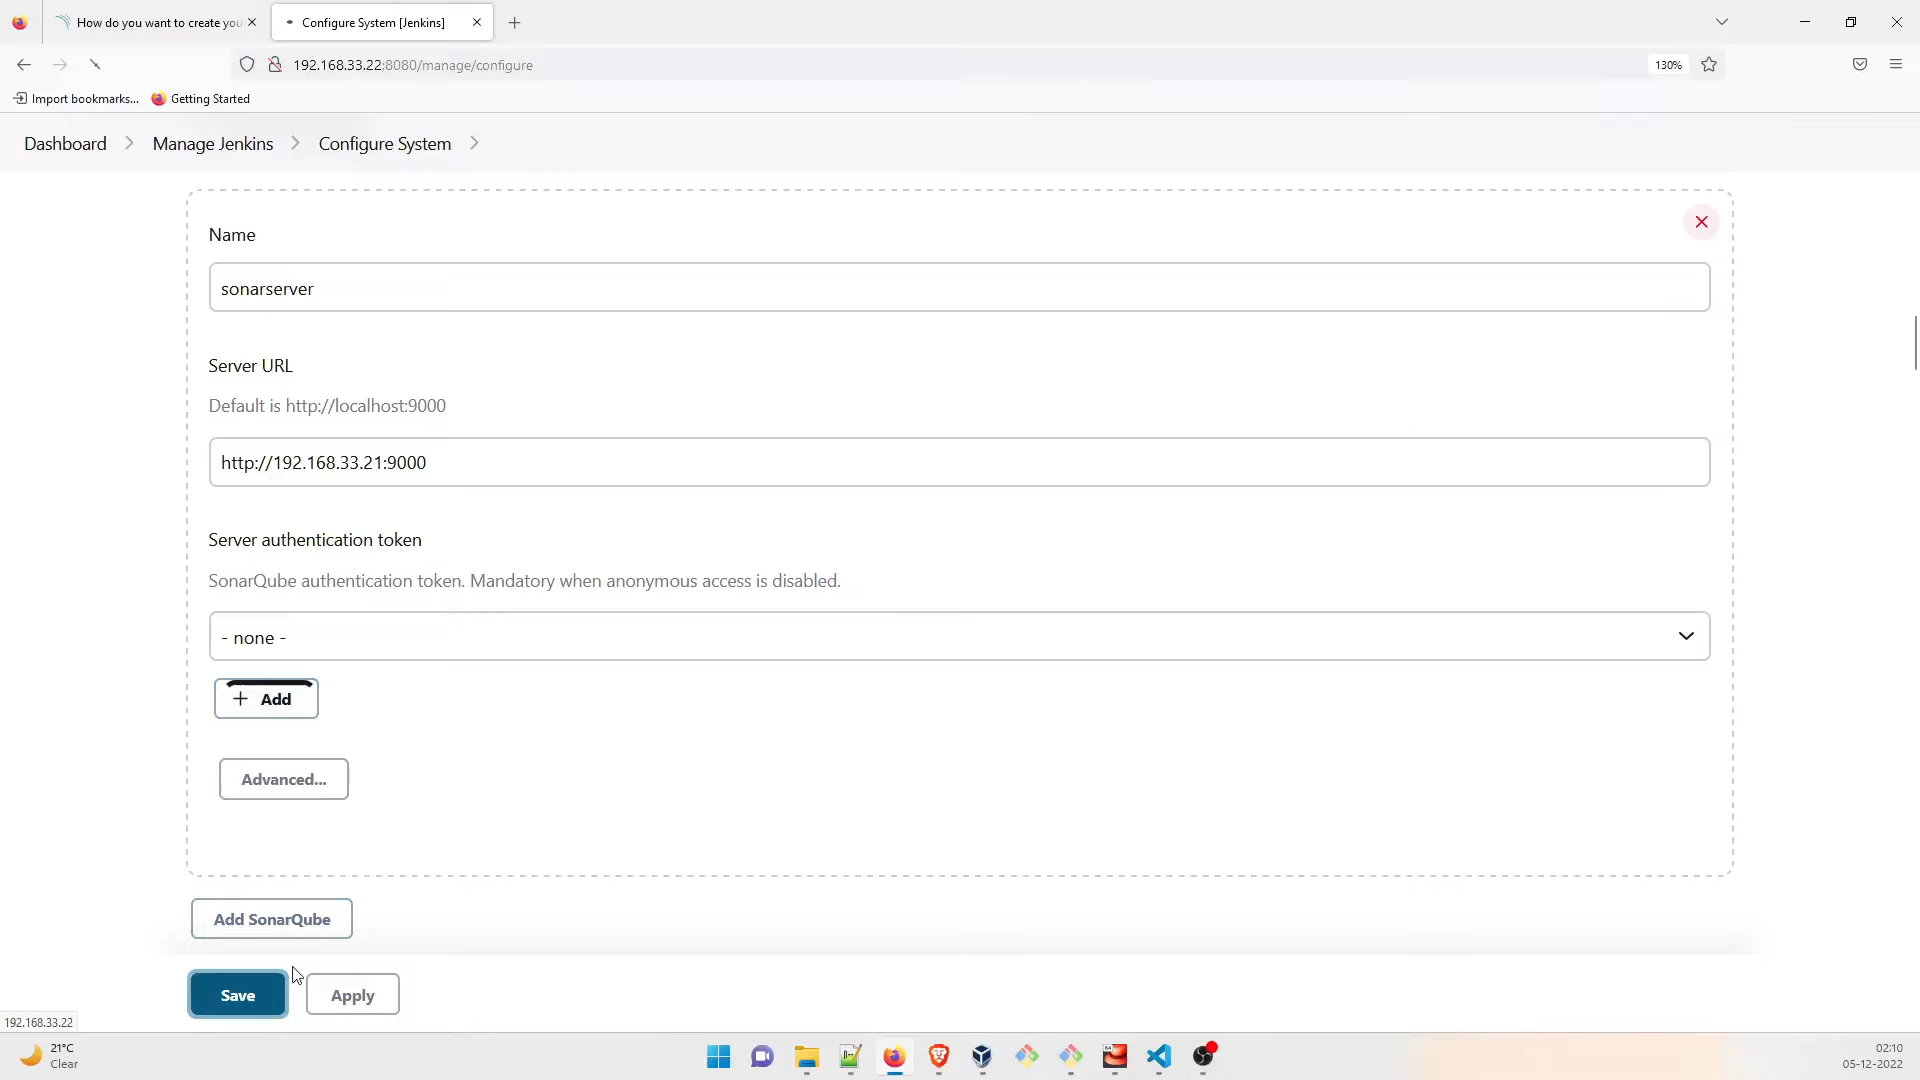 How do you want to create you
Configure System [Jenkins]
192.168.33.22:8080/manage/configure
130%
Import bookmarks...
Getting Started
Dashboard
Manage Jenkins
Configure System
Name
sonarserver
Server URL
Default is http://localhost:9000
http://192.168.33.21:9000
Server authentication token
SonarQube authentication token. Mandatory when anonymous access is disabled.
- none -
+ Add
Advanced...
Add SonarQube
Save
Apply
192.168.33.22
21°C
Clear
02:10
05-12-2022